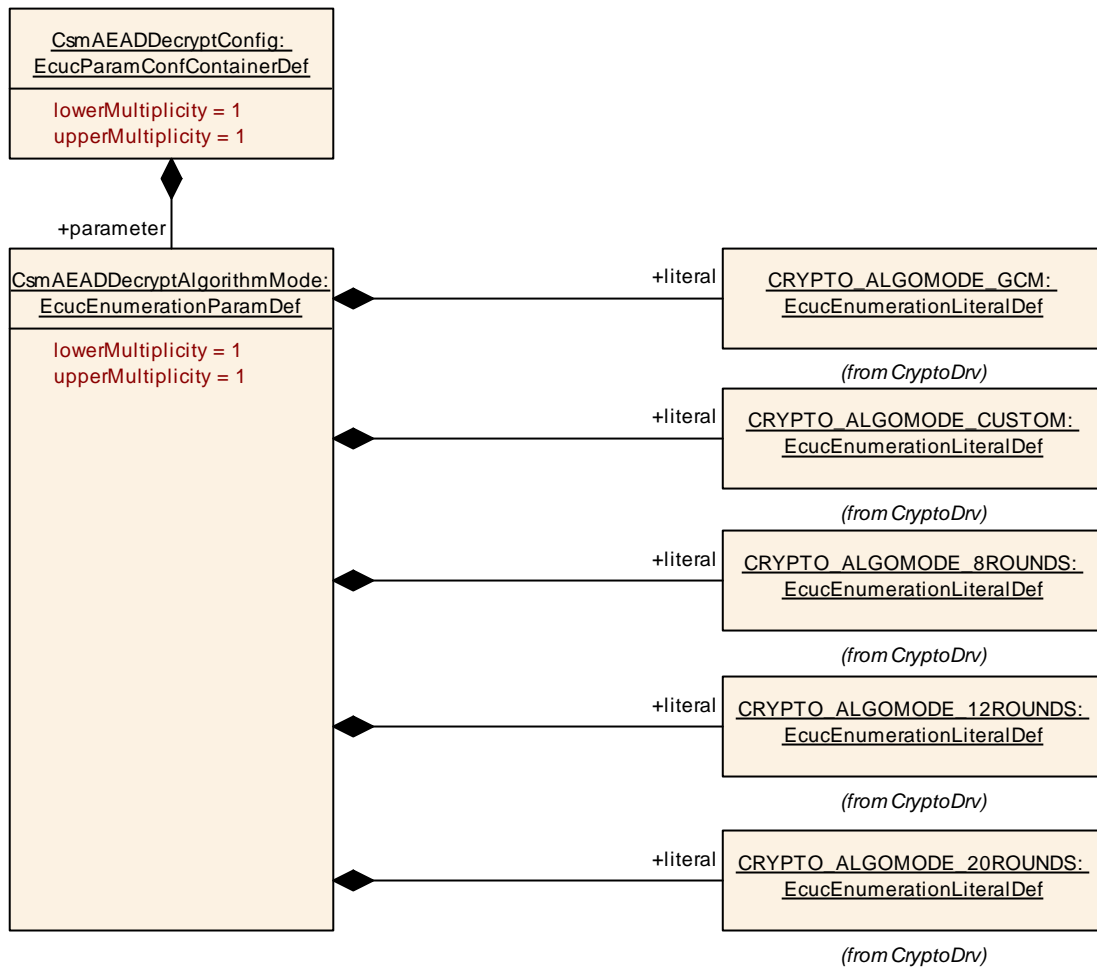 CsmAEADDecryptConfig:
EcucParamConfContainerDef
lowerMultiplicity = 1
upperMultiplicity = 1
+parameter
CsmAEADDecryptAlgorithmMode:
EcucEnumerationParamDef
lowerMultiplicity = 1
upperMultiplicity = 1
+literal
CRYPTO_ALGOMODE_GCM:
EcucEnumerationLiteralDef
(from CryptoDrv)
+literal
CRYPTO_ALGOMODE_CUSTOM:
EcucEnumerationLiteralDef
(from CryptoDrv)
+literal
CRYPTO_ALGOMODE_8ROUNDS:
EcucEnumerationLiteralDef
(from CryptoDrv)
+literal
CRYPTO_ALGOMODE_12ROUNDS:
EcucEnumerationLiteralDef
(from CryptoDrv)
+literal
CRYPTO_ALGOMODE_20ROUNDS:
EcucEnumerationLiteralDef
(from CryptoDrv)